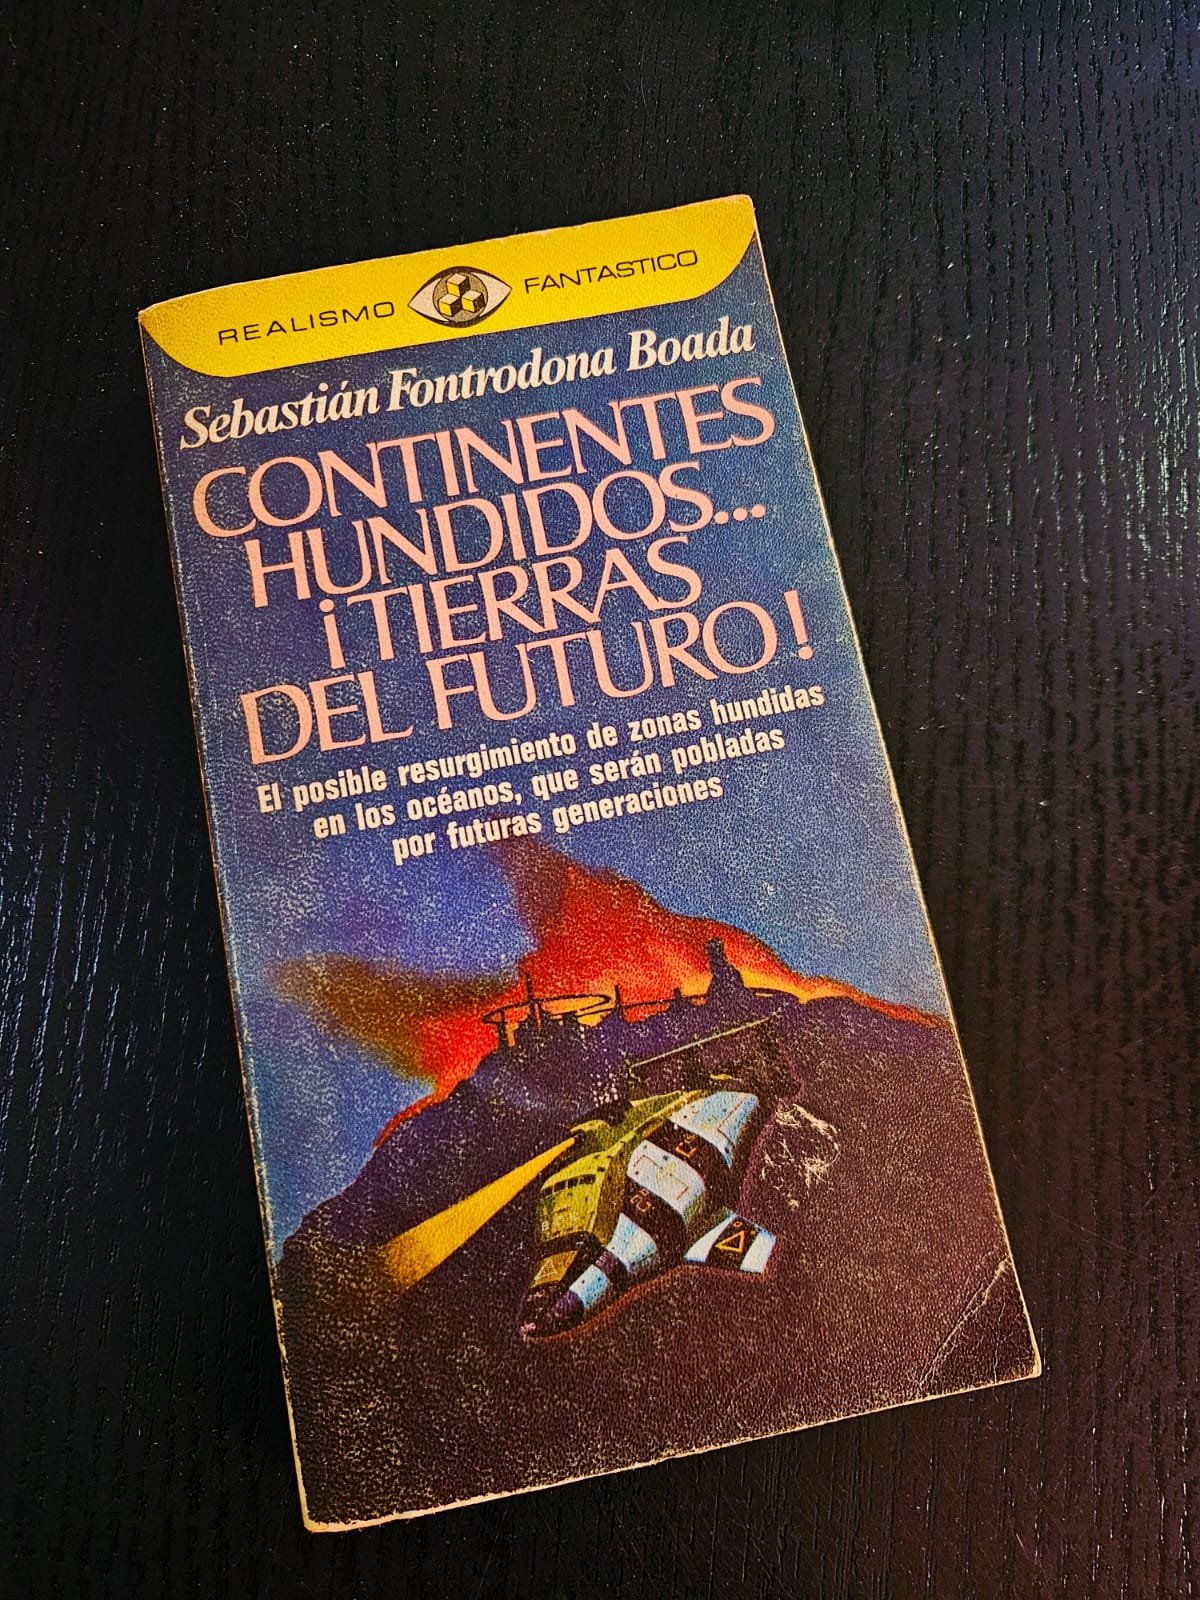 REALISMO FANTASTICO
Sebastián Fontrodona Boada
CONTINENTES
HUNDIDOS...
¡TIERRAS
DEL FUTURO!
El posible resurgimiento de zonas hundidas
en los océanos, que serán pobladas
por futuras generaciones